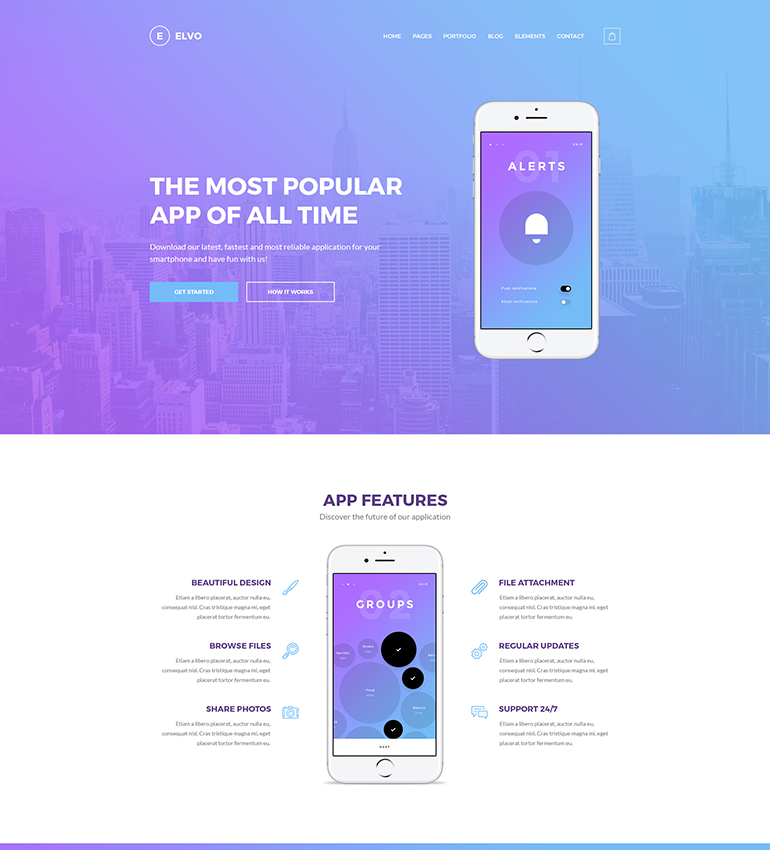 E ELVO
HOME PAGES PORTFOLIO BLOG ELEMENTS CONTACT
THE MOST POPULAR
APP OF ALL TIME
Download our latest, fastest and most reliable application for your
smartphone and have fun with us!
GET STARTED
HOW IT WORKS
SKIP
01
ALERTS
Push notifications
Email notifications
APP FEATURES
Discover the future of our application
BEAUTIFUL DESIGN
Etiam a libero placerat, auctor nulla eu,
consequat nisl. Cras tristique magna mi, eget
placerat tortor fermentum eu.
BROWSE FILES
Etiam a libero placerat, auctor nulla eu,
consequat nisl. Cras tristique magna mi, eget
placerat tortor fermentum eu.
SHARE PHOTOS
Etiam a libero placerat, auctor nulla eu,
consequat nisl. Cras tristique magna mi, eget
placerat tortor fermentum eu.
SKIP
02
GROUPS
Food
NEXT
FILE ATTACHMENT
Etiam a libero placerat, auctor nulla eu,
consequat nisl. Cras tristique magna mi, eget
placerat tortor fermentum eu.
REGULAR UPDATES
Etiam a libero placerat, auctor nulla eu,
consequat nisl. Cras tristique magna mi, eget
placerat tortor fermentum eu.
SUPPORT 24/7
Etiam a libero placerat, auctor nulla eu,
consequat nisl. Cras tristique magna mi, eget
placerat tortor fermentum eu.